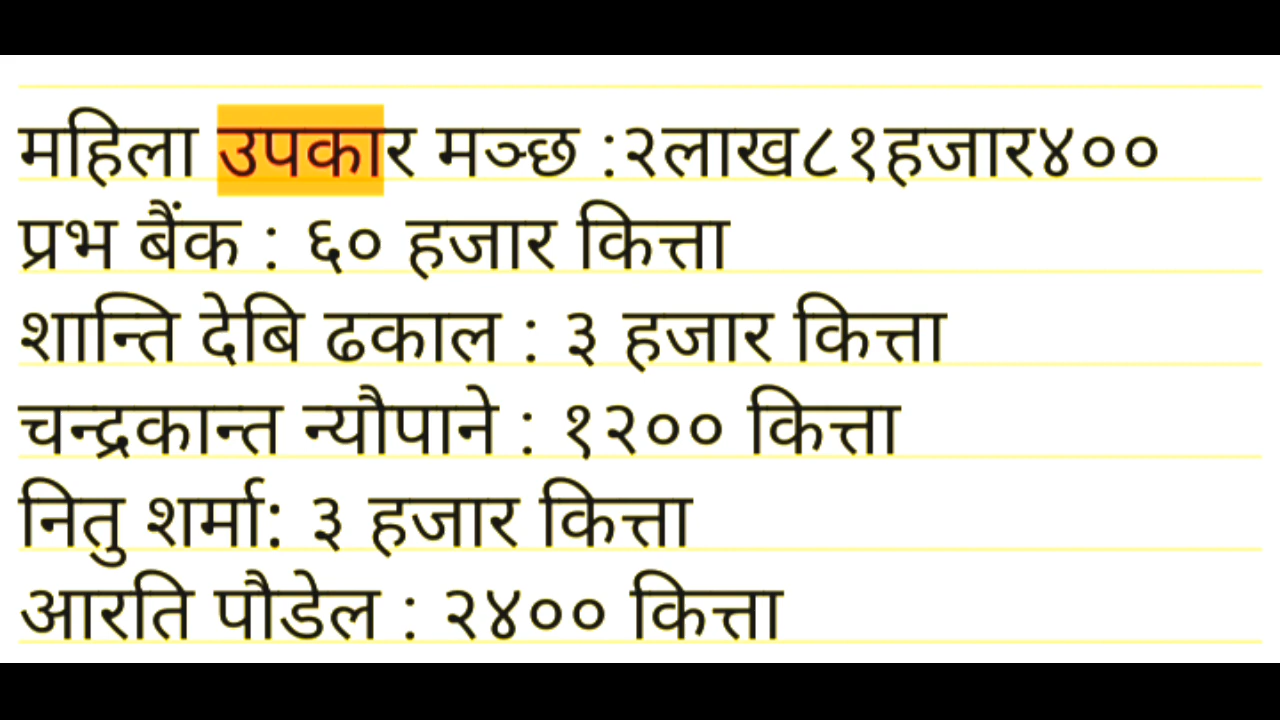 महिला उपकार मञ्छ :२लाख८१हजार४००
प्रभ बैंक : ६० हजार कित्ता
शान्ति देबि ढकाल : ३ हजार कित्ता
चन्द्रकान्त न्यौपाने : १२०० कित्ता
नितु शर्मा: ३ हजार कित्ता
आरति पौडेल : २४०० कित्ता